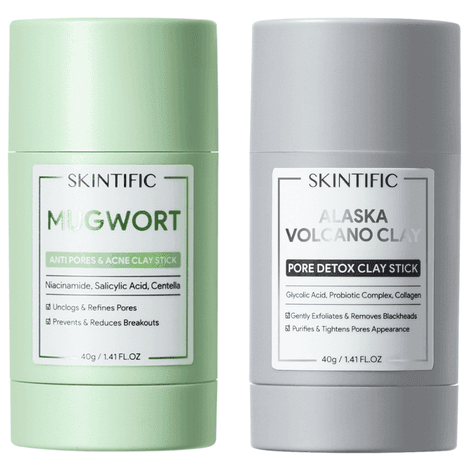 SKINTIFIC
MUGWORT
ANTI PORES & ACNE CLAY STICK
Niacinamide, Salicylic Acid, Centella
Unclogs & Refines Pores
Prevents & Reduces Breakouts
40g / 1.41 FL.OZ
SKINTIFIC
ALASKA
VOLCANO CLAY
PORE DETOX CLAY STICK
Glycolic Acid, Probiotic Complex, Collagen
Gently Exfoliates & Removes Blackheads
Purifies & Tightens Pores Appearance
40g / 1.41 FL.OZ